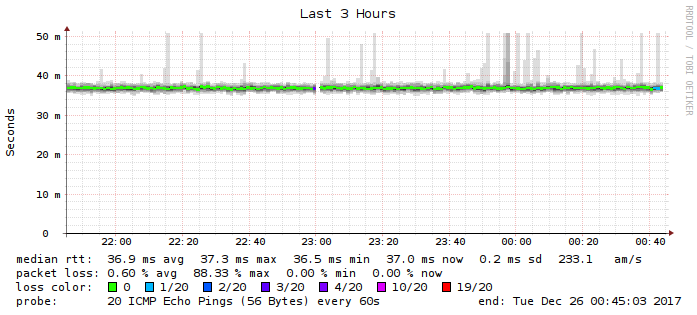 Last 3 Hours
RRDTOOL / TOBI OETIKER
Seconds
50 m
40 m
30 m
20 m
10 m
0
22:00 22:20 22:40 23:00 23:20 23:40 00:00 00:20 00:40
median rtt: 36.9 ms avg 37.3 ms max 36.5 ms min 37.0 ms now 0.2 ms sd 233.1 am/s
packet loss: 0.60 % avg 88.33 % max 0.00 % min 0.00 % now
loss color: 0 1/20 2/20 3/20 4/20 10/20 19/20
probe: 20 ICMP Echo Pings (56 Bytes) every 60s end: Tue Dec 26 00:45:03 2017